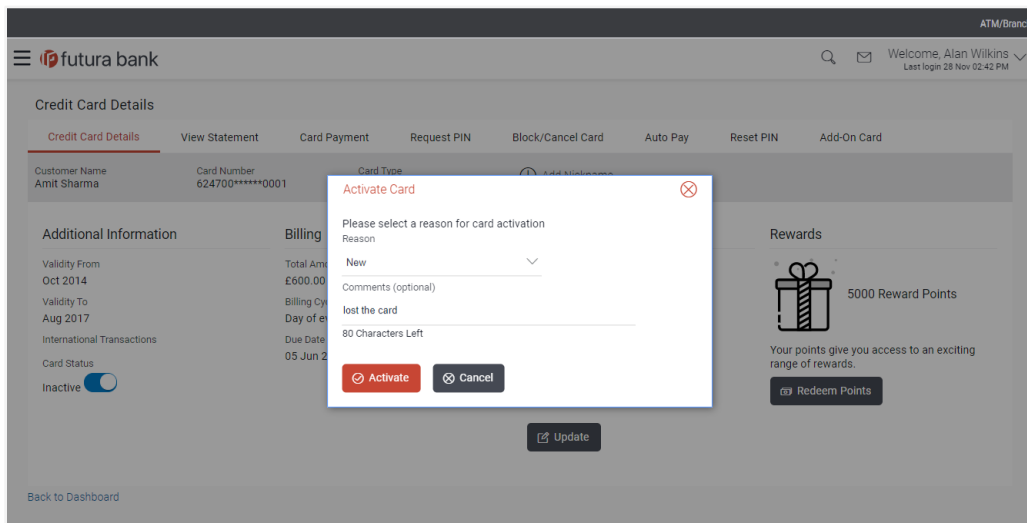 ATM/Branc
futura bank
Welcome, Alan Wilkins
Last login 28 Nov 02:42 PM
Credit Card Details
Credit Card Details View Statement Card Payment Request PIN Block/Cancel Card Auto Pay Reset PIN Add-On Card
Customer Name Card Number Card Type Add Nickname
Amit Sharma 624700******0001
Activate Card
Please select a reason for card activation
Reason
New
Comments (optional)
lost the card
80 Characters Left
Activate Cancel
Additional Information
Validity From
Oct 2014
Validity To
Aug 2017
International Transactions
Card Status
Inactive
Billing
Total Amo
£600.00
Billing Cy
Day of e
Due Date
05 Jun 2
Rewards
5000 Reward Points
Your points give you access to an exciting
range of rewards.
Redeem Points
Update
Back to Dashboard